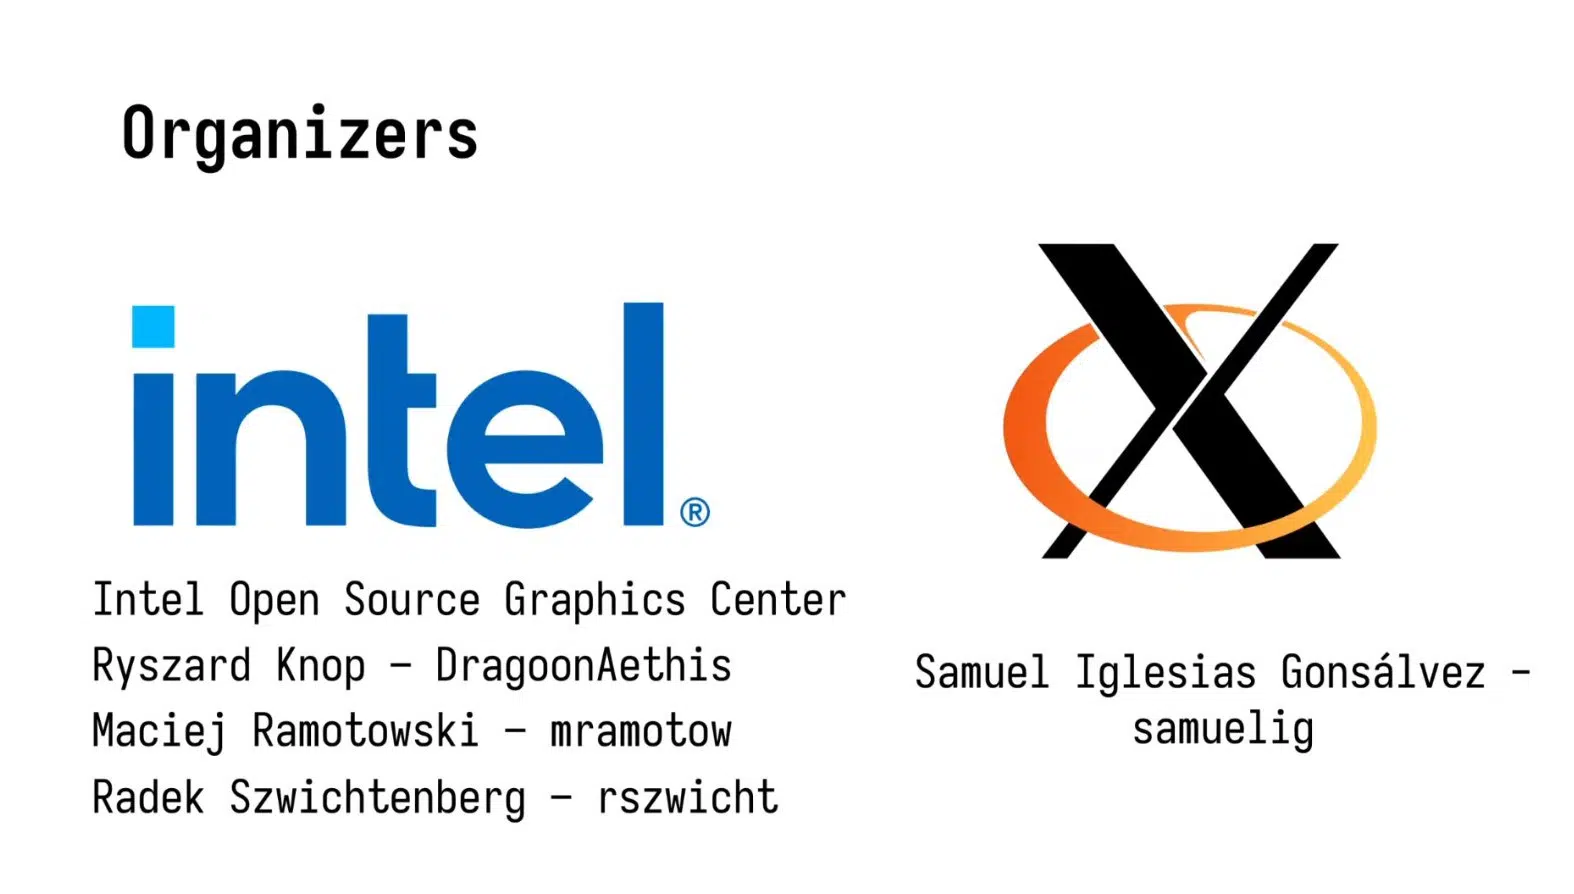 Organizers
intel®
Intel Open Source Graphics Center
Ryszard Knop – DragoonAethis
Maciej Ramotowski – mramotow
Radek Szwichtenberg – rszwicht
X
Samuel Iglesias Gonsálvez –
samuelig